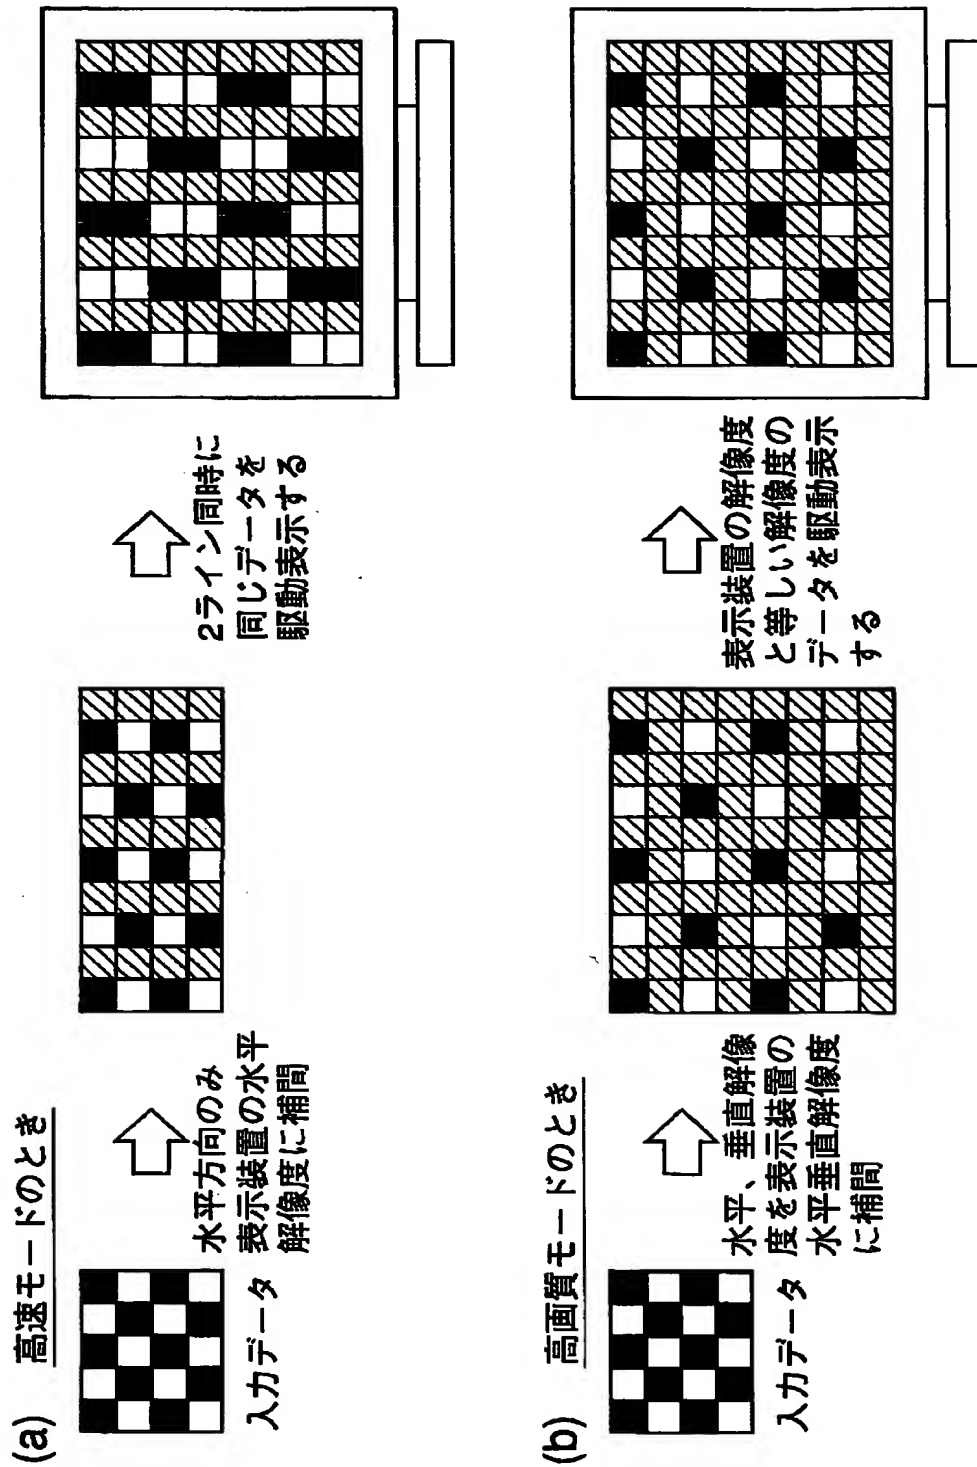 (a) 高速モードのとき
入力データ
水平方向のみ
表示装置の水平
解像度に補間
2ライン同時に
同じデータを
駆動表示する
(b) 高画質モードのとき
入力データ
水平、垂直解像
度を表示装置の
水平垂直解像度
に補間
表示装置の解像度
と等しい解像度の
データを駆動表示
する